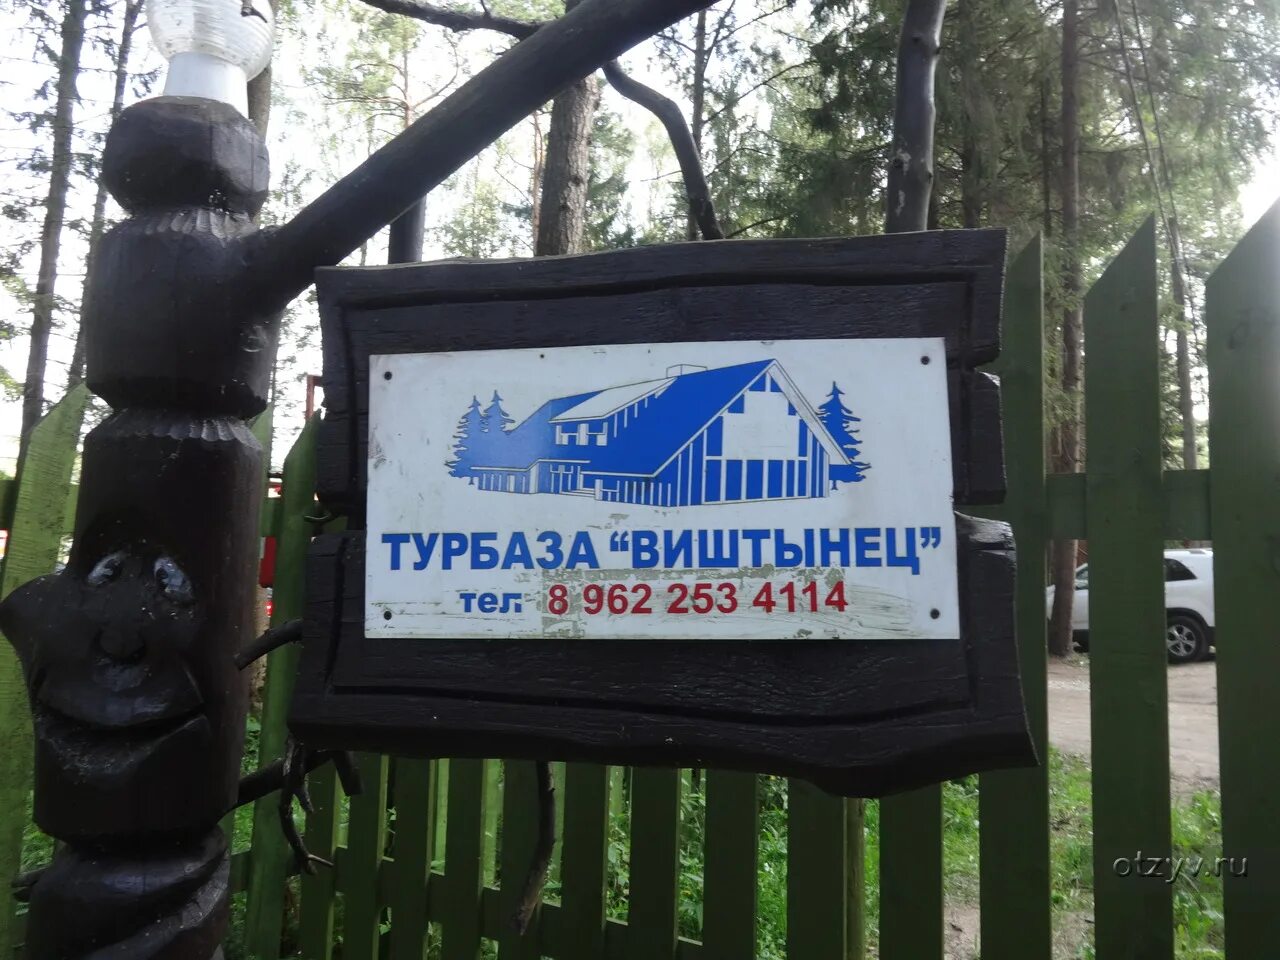 ТУРБАЗА “ВИШТЫНЕЦ”
тел. 8 962 253 4114
otzyv.ru